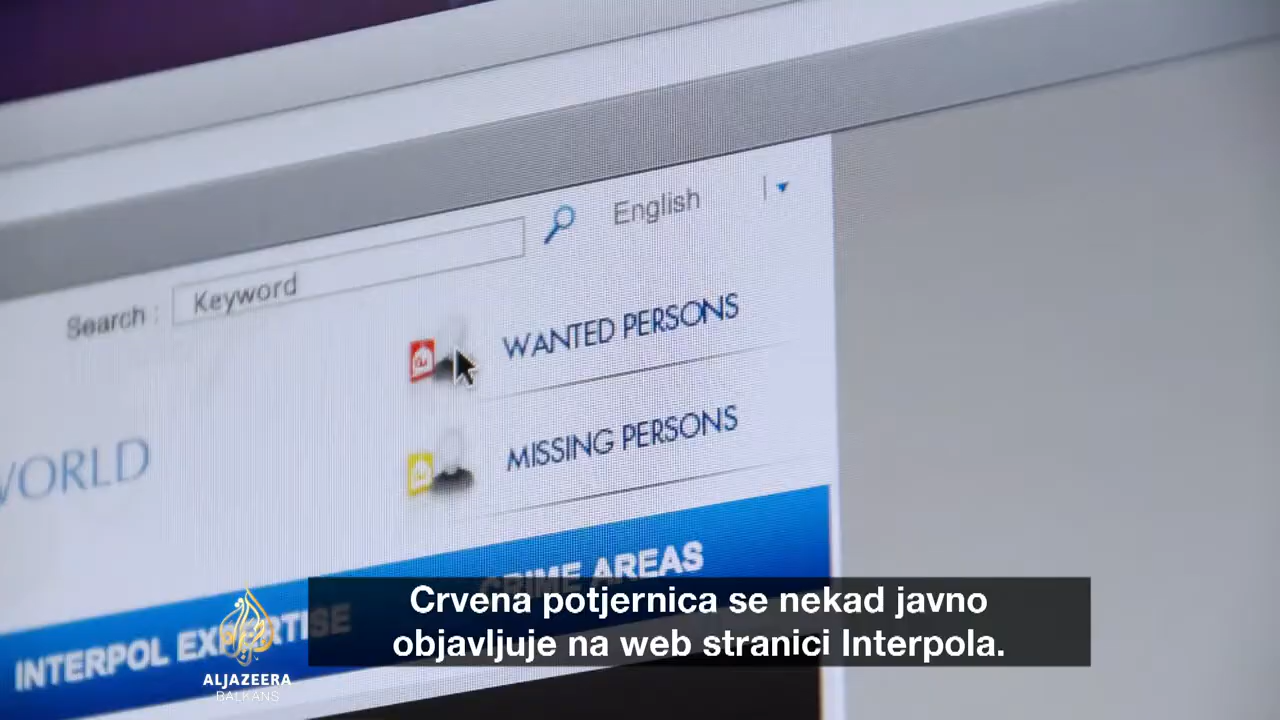 English
Search : Keyword
WANTED PERSONS
MISSING PERSONS
WORLD
CRIME AREAS
INTERPOL EXPERTISE
Crvena potjernica se nekad javno
objavljuje na web stranici Interpola.
ALJAZEERA
BALKANS